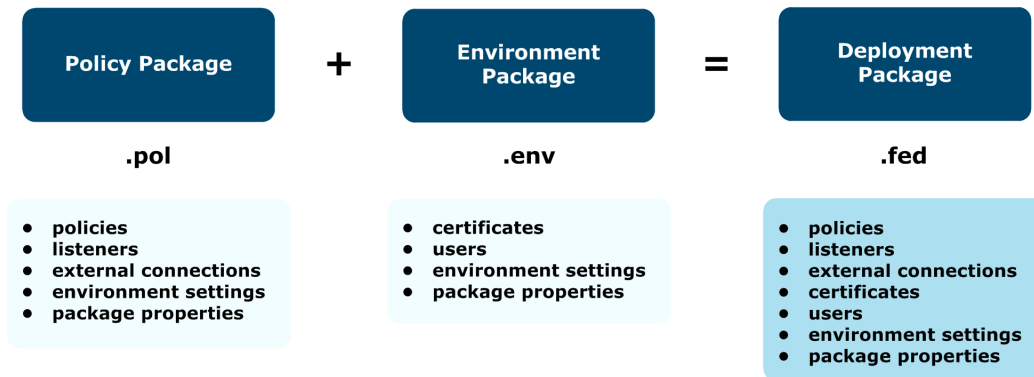 Policy Package
+
Environment
Package
=
Deployment
Package
.pol
.env
.fed
● policies
● listeners
● external connections
● environment settings
● package properties
● certificates
● users
● environment settings
● package properties
● policies
● listeners
● external connections
● certificates
● users
● environment settings
● package properties